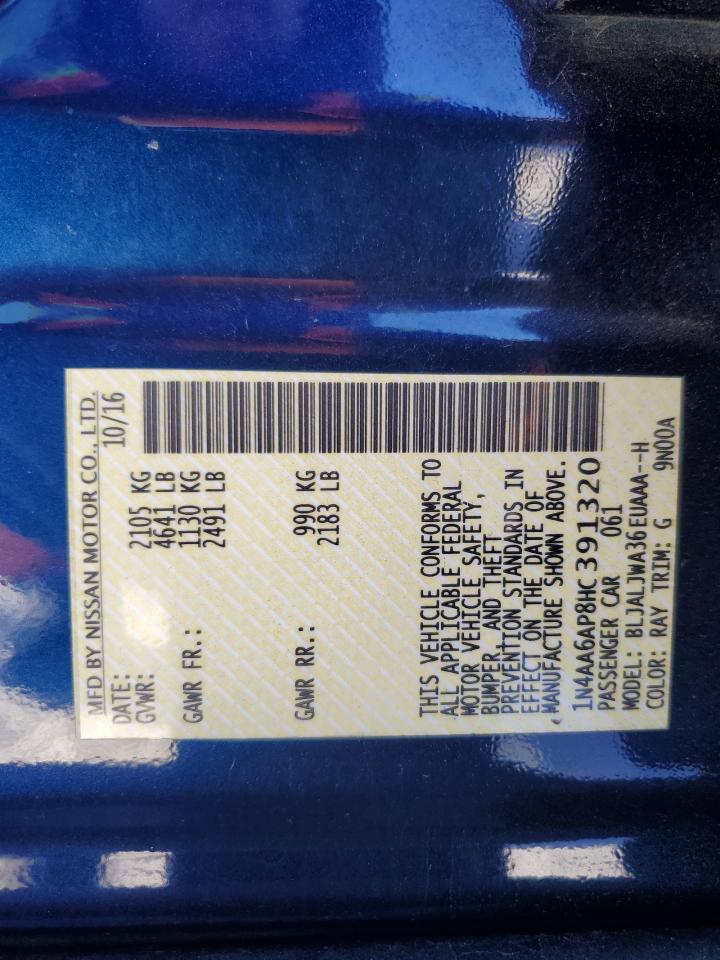 MFD BY NISSAN MOTOR CO., LTD.
DATE: 10/16
GVWR: 2105 KG
4641 LB
GAWR FR.: 1130 KG
2491 LB
GAWR RR.: 990 KG
2183 LB
THIS VEHICLE CONFORMS TO
ALL APPLICABLE FEDERAL
MOTOR VEHICLE SAFETY,
BUMPER, AND THEFT
PREVENTION STANDARDS IN
EFFECT ON THE DATE OF
MANUFACTURE SHOWN ABOVE.
1N4AA6AP8HC391320
PASSENGER CAR 061
MODEL: BLJALJWA36EUAAA--H
COLOR: RAY TRIM: G 9N00A